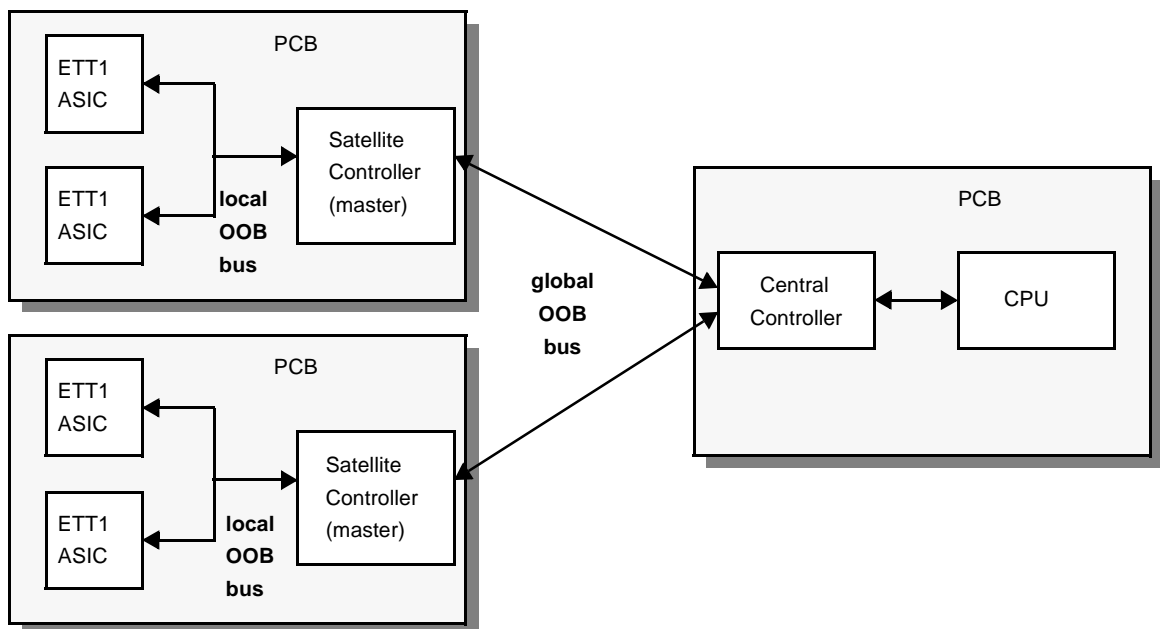 PCB
ETT1
ASIC
Satellite
Controller
(master)
ETT1
ASIC
local
OOB
bus
global
OOB
bus
PCB
Central
Controller
CPU
PCB
ETT1
ASIC
Satellite
Controller
(master)
ETT1
ASIC
local
OOB
bus